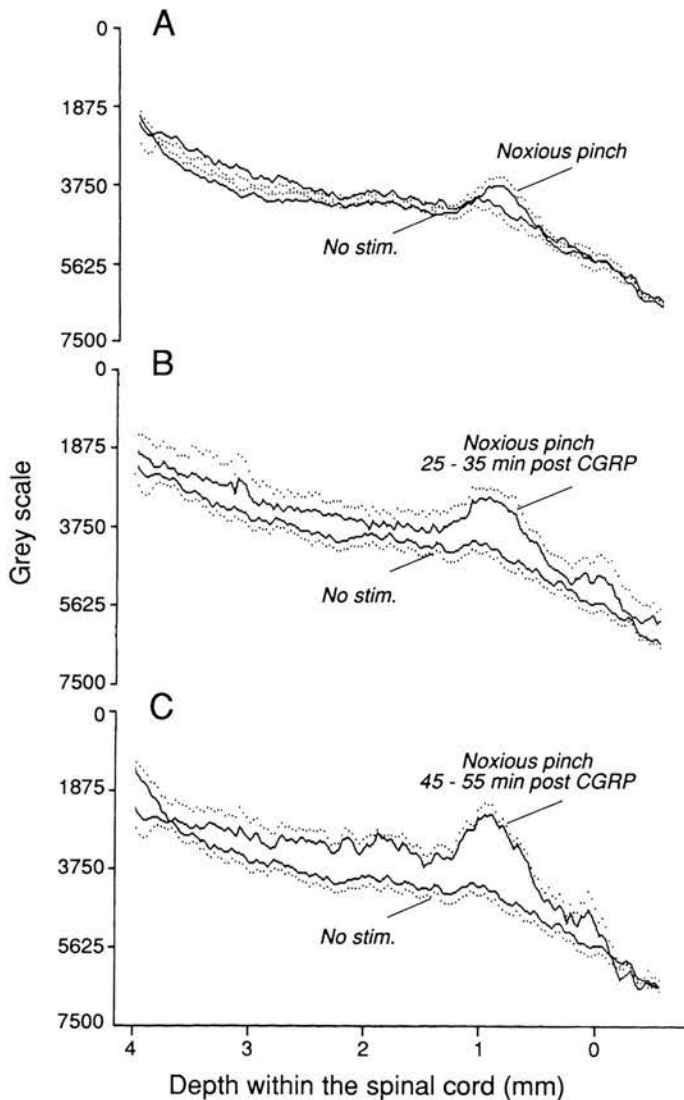 A
0
1875
3750
5625
7500
Noxious pinch
No stim.
B
0
1875
3750
5625
7500
Noxious pinch
25 - 35 min post CGRP
No stim.
Grey scale
C
0
1875
3750
5625
7500
Noxious pinch
45 - 55 min post CGRP
No stim.
4 3 2 1 0
Depth within the spinal cord (mm)